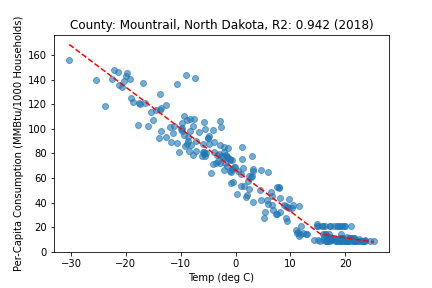 County: Mountrail, North Dakota, R2: 0.942 (2018)
Per-Capita Consumption (MMBtu/1000 Households)
160
140
120
100
80
60
40
20
0
−30 −20 −10 0 10 20
Temp (deg C)